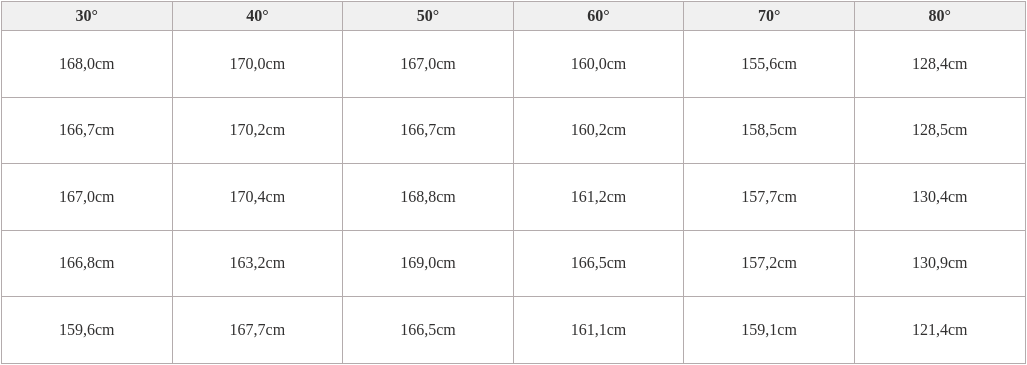 30° 40° 50° 60° 70° 80°
168,0cm 170,0cm 167,0cm 160,0cm 155,6cm 128,4cm
166,7cm 170,2cm 166,7cm 160,2cm 158,5cm 128,5cm
167,0cm 170,4cm 168,8cm 161,2cm 157,7cm 130,4cm
166,8cm 163,2cm 169,0cm 166,5cm 157,2cm 130,9cm
159,6cm 167,7cm 166,5cm 161,1cm 159,1cm 121,4cm